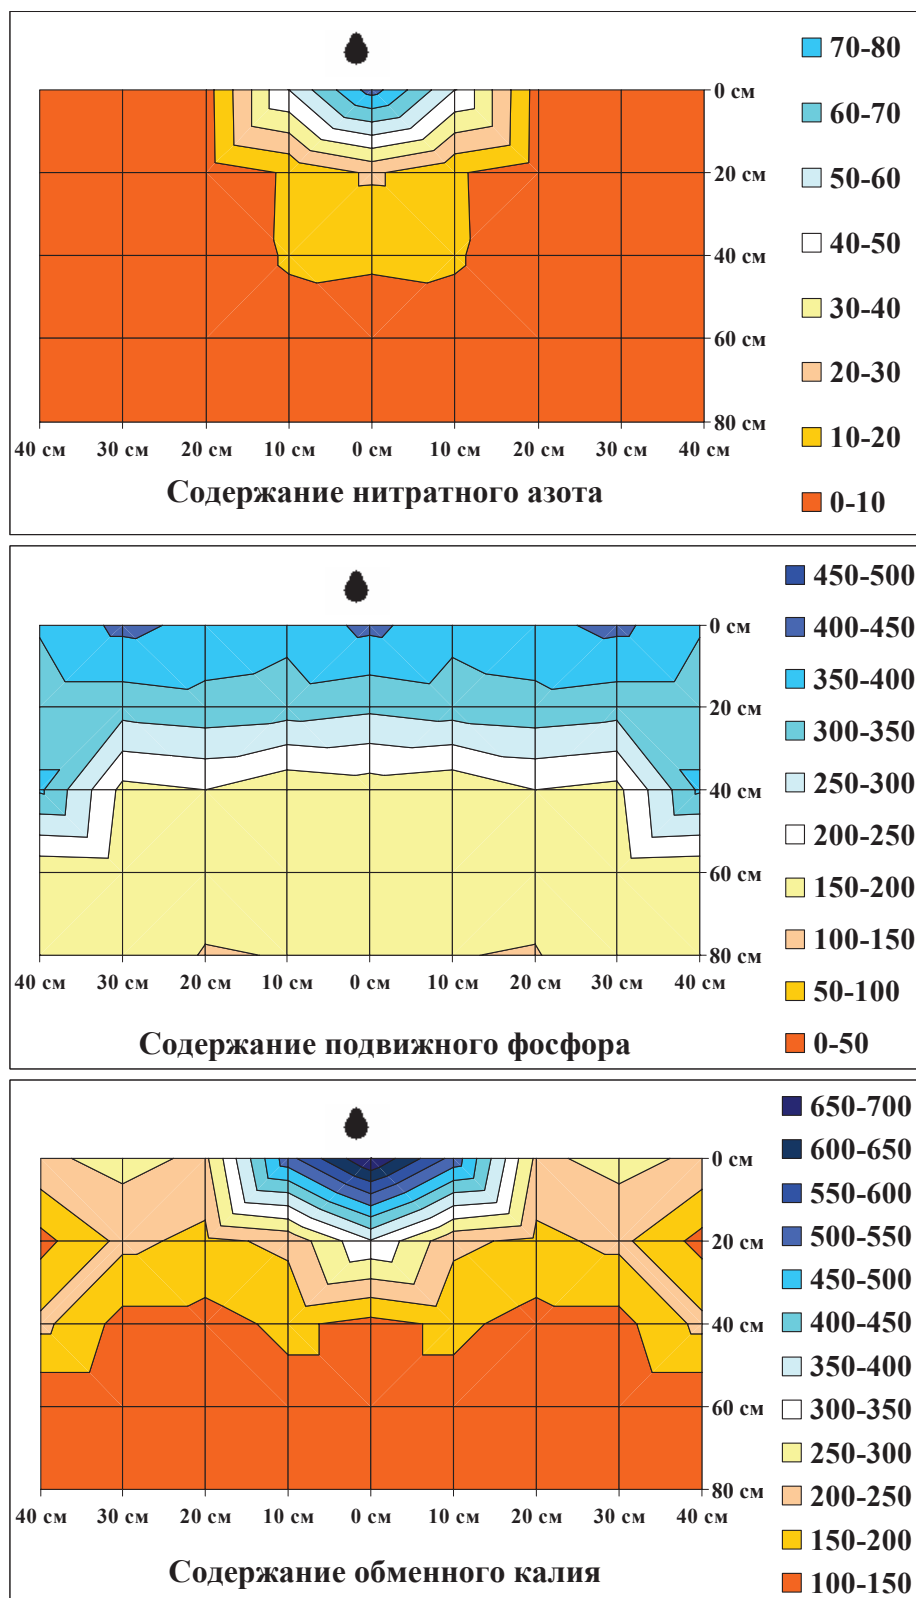 70-80
60-70
50-60
40-50
30-40
20-30
10-20
0-10
0 см
20 см
40 см
60 см
80 см
40 см 30 см 20 см 10 см 0 см 10 см 20 см 30 см 40 см
Содержание нитратного азота
450-500
400-450
350-400
300-350
250-300
200-250
150-200
100-150
50-100
0-50
0 см
20 см
40 см
60 см
80 см
40 см 30 см 20 см 10 см 0 см 10 см 20 см 30 см 40 см
Содержание подвижного фосфора
650-700
600-650
550-600
500-550
450-500
400-450
350-400
300-350
250-300
200-250
150-200
100-150
0 см
20 см
40 см
60 см
80 см
40 см 30 см 20 см 10 см 0 см 10 см 20 см 30 см 40 см
Содержание обменного калия